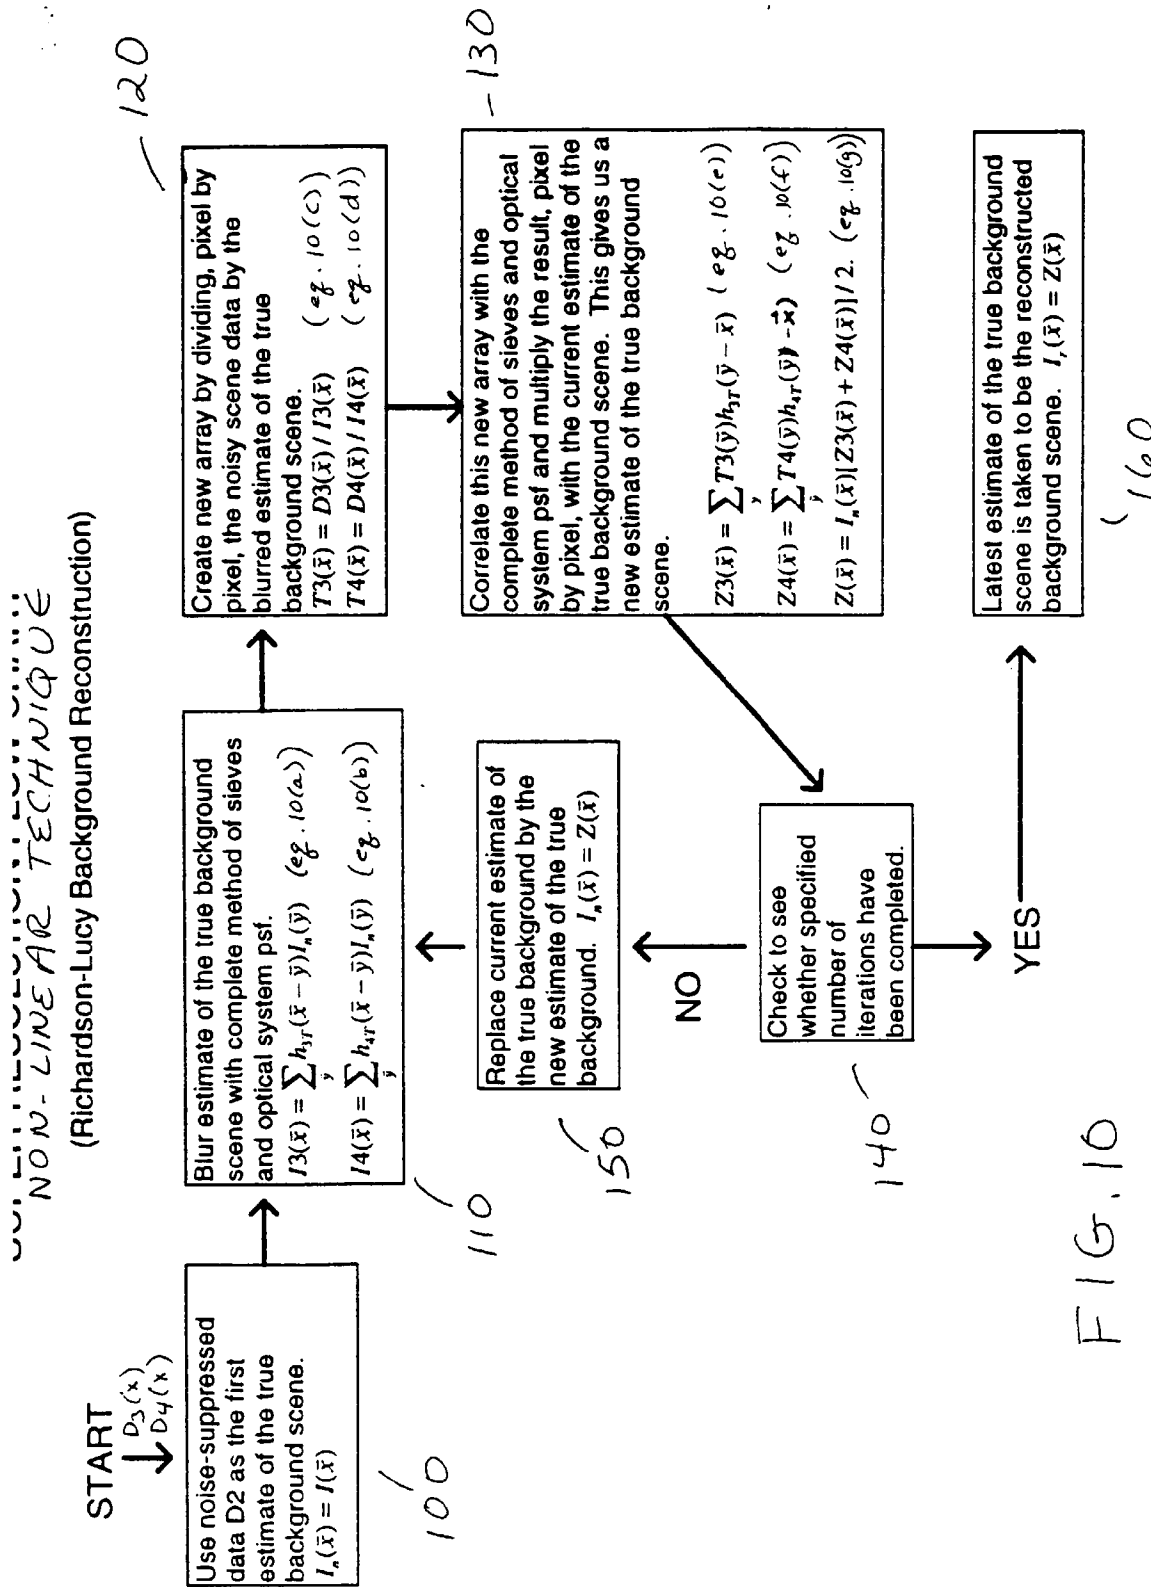 NON-LINEAR TECHNIQUE
(Richardson-Lucy Background Reconstruction)
START
D3(x)
D4(x)
Use noise-suppressed
data D2 as the first
estimate of the true
background scene.
Iₙ(x̄) = I(x̄)
100
Blur estimate of the true background
scene with complete method of sieves
and optical system psf.
I3(x̄) = ∑ h₃T(x̄ − ȳ)Iₙ(ȳ) (eq. 10(a))
ȳ
I4(x̄) = ∑ h₄T(x̄ − ȳ)Iₙ(ȳ) (eq. 10(b))
ȳ
110
Create new array by dividing, pixel by
pixel, the noisy scene data by the
blurred estimate of the true
background scene.
T3(x̄) = D3(x̄) / I3(x̄) (eq. 10(c))
T4(x̄) = D4(x̄) / I4(x̄) (eq. 10(d))
120
Correlate this new array with the
complete method of sieves and optical
system psf and multiply the result, pixel
by pixel, with the current estimate of the
true background scene. This gives us a
new estimate of the true background
scene.
Z3(x̄) = ∑ T3(ȳ)h₃T(ȳ − x̄) (eq. 10(e))
ȳ
Z4(x̄) = ∑ T4(ȳ)h₄T(ȳ) − x̄) (eq. 10(f))
ȳ
Z(x̄) = Iₙ(x̄)[Z3(x̄) + Z4(x̄)]/2. (eq. 10(g))
130
Replace current estimate of
the true background by the
new estimate of the true
background. Iₙ(x̄) = Z(x̄)
150
NO
Check to see
whether specified
number of
iterations have
been completed.
140
YES
Latest estimate of the true background
scene is taken to be the reconstructed
background scene. Iᵣ(x̄) = Z(x̄)
160
FIG. 10